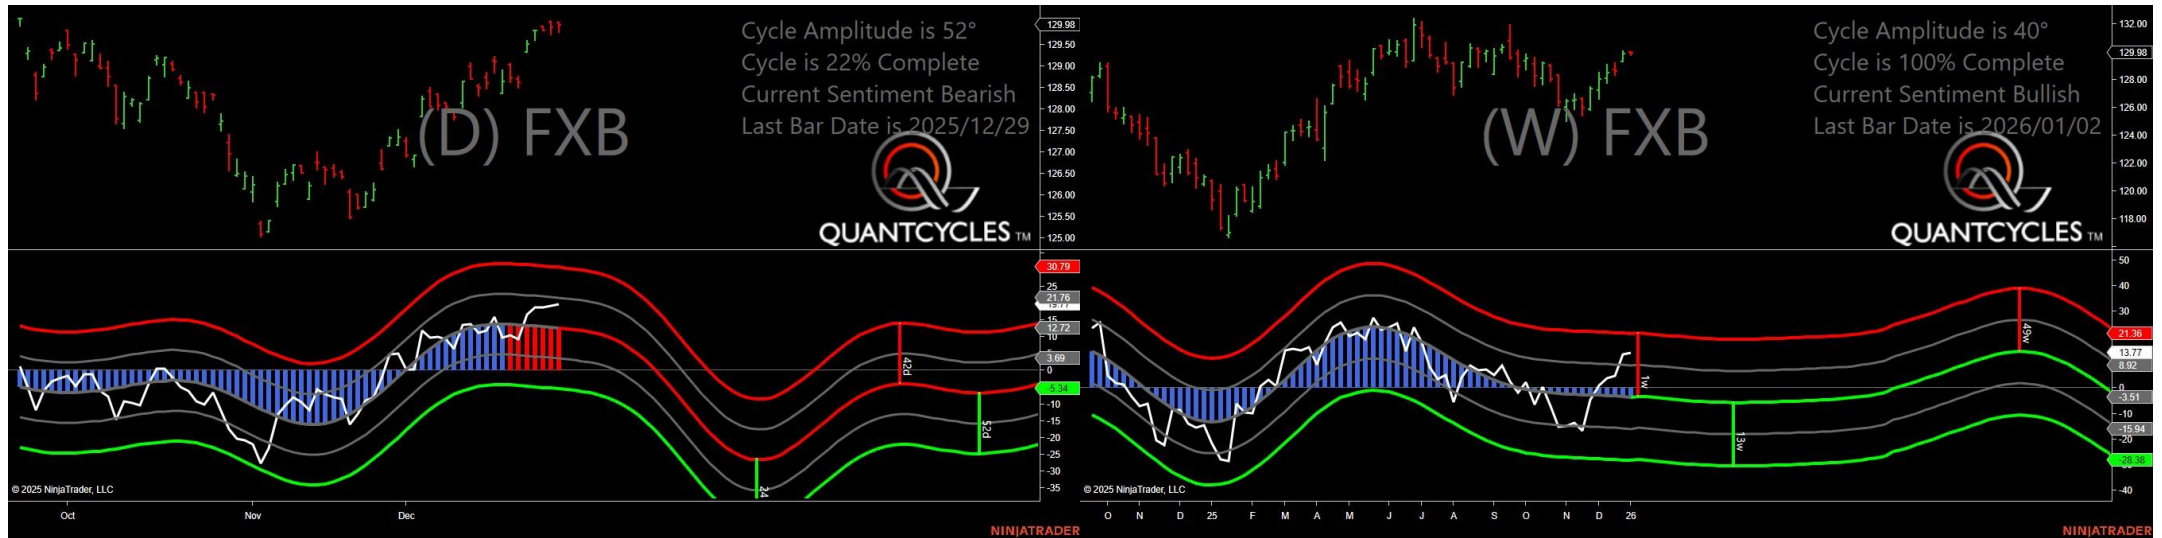 Cycle Amplitude is 52°
Cycle is 22% Complete
Current Sentiment Bearish
Last Bar Date is 2025/12/29
(D) FXB
QUANTCYCLES TM
129.98
129.50
129.00
128.50
128.00
127.50
127.00
126.50
126.00
125.50
125.00
30.79
25
21.76
15
12.72
3.69
0
-5.34
-10
-15
-20
-25
-30
-35
42d
52d
24
© 2025 NinjaTrader, LLC
Oct
Nov
Dec
NINJATRADER
Cycle Amplitude is 40°
Cycle is 100% Complete
Current Sentiment Bullish
Last Bar Date is 2026/01/02
(W) FXB
QUANTCYCLES TM
132.00
129.98
128.00
126.00
124.00
122.00
120.00
118.00
50
40
30
21.36
13.77
8.92
0
-3.51
-10
-15.94
-20
-28.38
-40
1w
13w
49w
© 2025 NinjaTrader, LLC
O N D 25 F M A M J J A S O N D 26
NINJATRADER